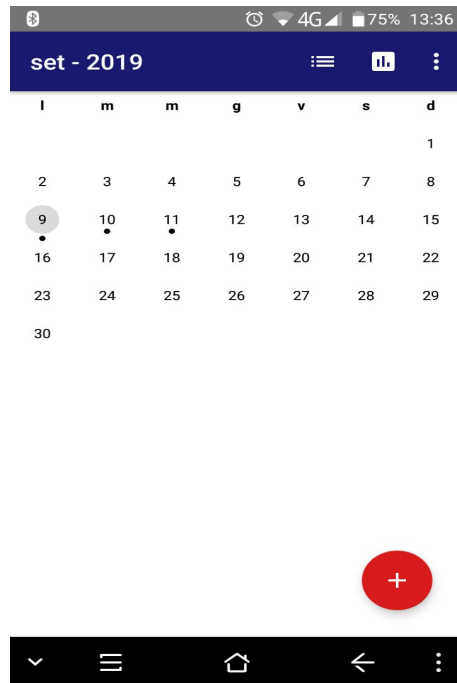 4G 75% 13:36
set - 2019
l m m g v s d
1
2 3 4 5 6 7 8
9 10 11 12 13 14 15
16 17 18 19 20 21 22
23 24 25 26 27 28 29
30
+